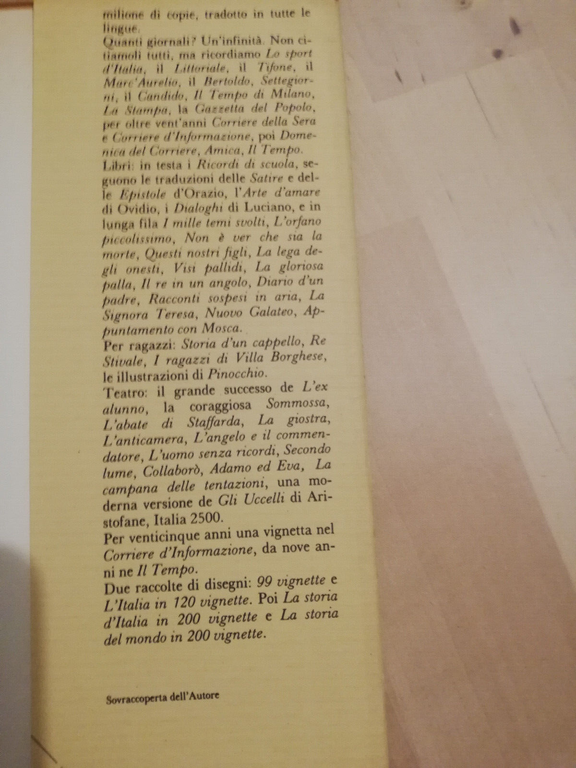 milione di copie, tradotto in tutte le
lingue.
Quanti giornali? Un'infinità. Non ci-
tiamoli tutti, ma ricordiamo Lo sport
d'Italia, il Littoriale, il Tifone, il
Marc'Aurelio, il Bertoldo, Settegior-
ni, il Candido, Il Tempo di Milano,
La Stampa, la Gazzetta del Popolo,
per oltre vent'anni Corriere della Sera
e Corriere d'Informazione, poi Dome-
nica del Corriere, Amica, Il Tempo.
Libri: in testa i Ricordi di scuola, se-
guono le traduzioni delle Satire e del-
le Epistole d'Orazio, l'Arte d'amare
di Ovidio, i Dialoghi di Luciano, e in
lunga fila I mille temi svolti, L'orfano
piccolissimo, Non è ver che sia la
morte, Questi nostri figli, La lega de-
gli onesti, Visi pallidi, La gloriosa
palla, Il re in un angolo, Diario d'un
padre, Racconti sospesi in aria, La
Signora Teresa, Nuovo Galateo, Ap-
puntamento con Mosca.
Per ragazzi: Storia d'un cappello, Re
Stivale, I ragazzi di Villa Borghese,
le illustrazioni di Pinocchio.
Teatro: il grande successo de L'ex
alunno, la coraggiosa Sommossa,
L'abate di Staffarda, La giostra,
L'anticamera, L'angelo e il commen-
datore, L'uomo senza ricordi, Secondo
lume, Collaborò, Adamo ed Eva, La
campana delle tentazioni, una mo-
derna versione de Gli Uccelli di Ari-
stofane, Italia 2500.
Per venticinque anni una vignetta nel
Corriere d'Informazione, da nove an-
ni ne Il Tempo.
Due raccolte di disegni: 99 vignette e
L'Italia in 120 vignette. Poi La storia
d'Italia in 200 vignette e La storia
del mondo in 200 vignette.
Sovraccoperta dell'Autore